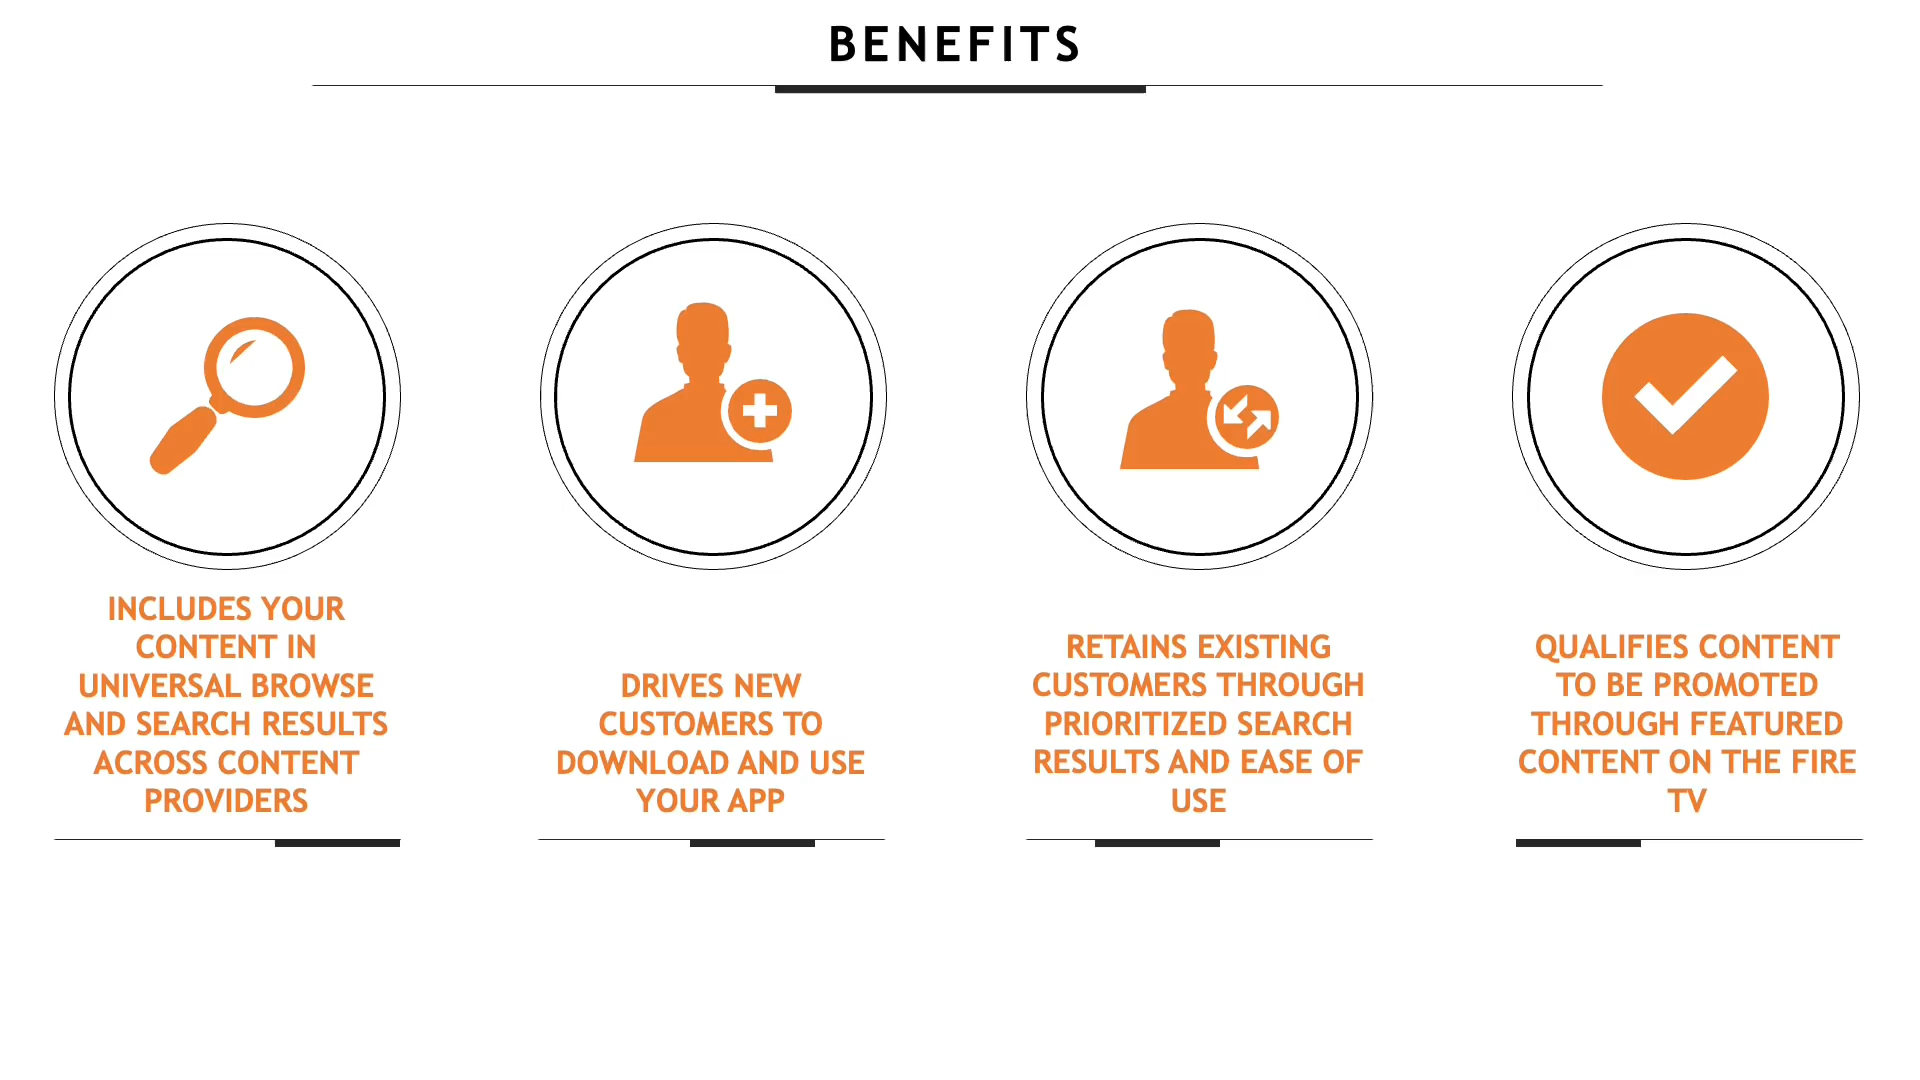 BENEFITS
INCLUDES YOUR
CONTENT IN
UNIVERSAL BROWSE
AND SEARCH RESULTS
ACROSS CONTENT
PROVIDERS
DRIVES NEW
CUSTOMERS TO
DOWNLOAD AND USE
YOUR APP
RETAINS EXISTING
CUSTOMERS THROUGH
PRIORITIZED SEARCH
RESULTS AND EASE OF
USE
QUALIFIES CONTENT
TO BE PROMOTED
THROUGH FEATURED
CONTENT ON THE FIRE
TV